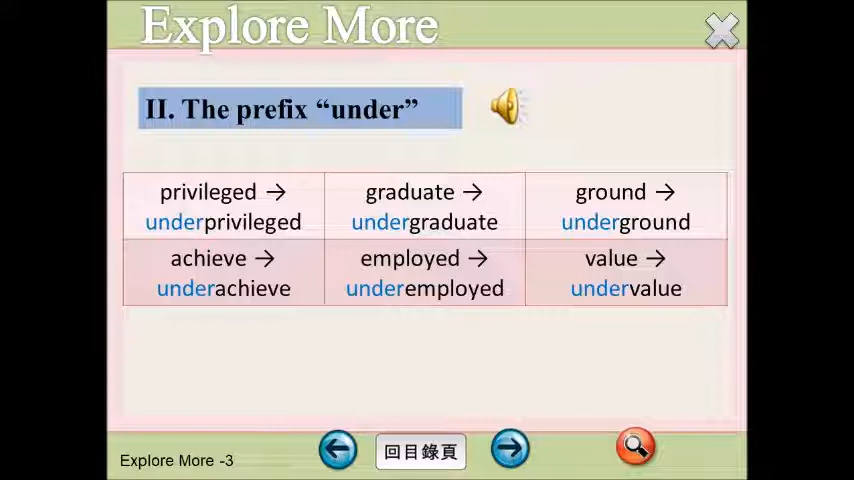 Explore More
II. The prefix “under”
privileged → graduate → ground →
underprivileged undergraduate underground
achieve → employed → value →
underachieve underemployed undervalue
Explore More -3
回目錄頁